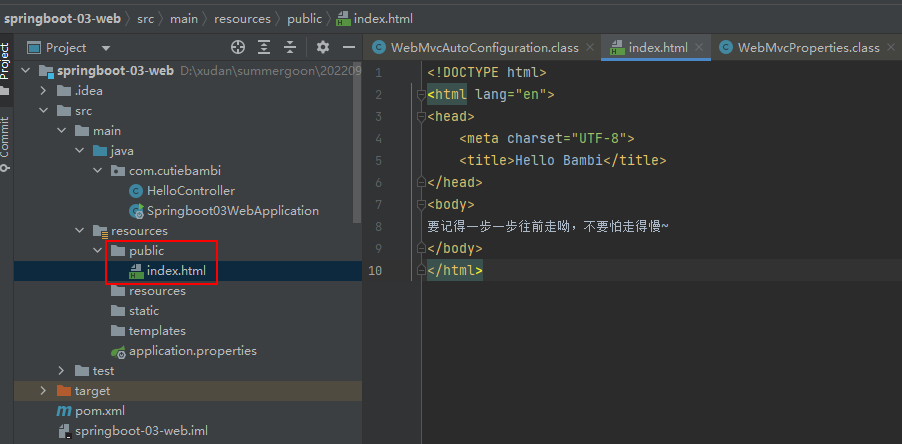 springboot-03-web › src › main › resources › public › index.html
Project
Commit
Project
springboot-03-web D:\xudan\summergoon\202209
.idea
src
main
java
com.cutiebambi
HelloController
Springboot03WebApplication
resources
public
index.html
resources
static
templates
application.properties
test
target
pom.xml
springboot-03-web.iml
WebMvcAutoConfiguration.class
index.html
WebMvcProperties.class
1 <!DOCTYPE html>
2 <html lang="en">
3 <head>
4 <meta charset="UTF-8">
5 <title>Hello Bambi</title>
6 </head>
7 <body>
8 要记得一步一步往前走呦，不要怕走得慢~
9 </body>
10 </html>